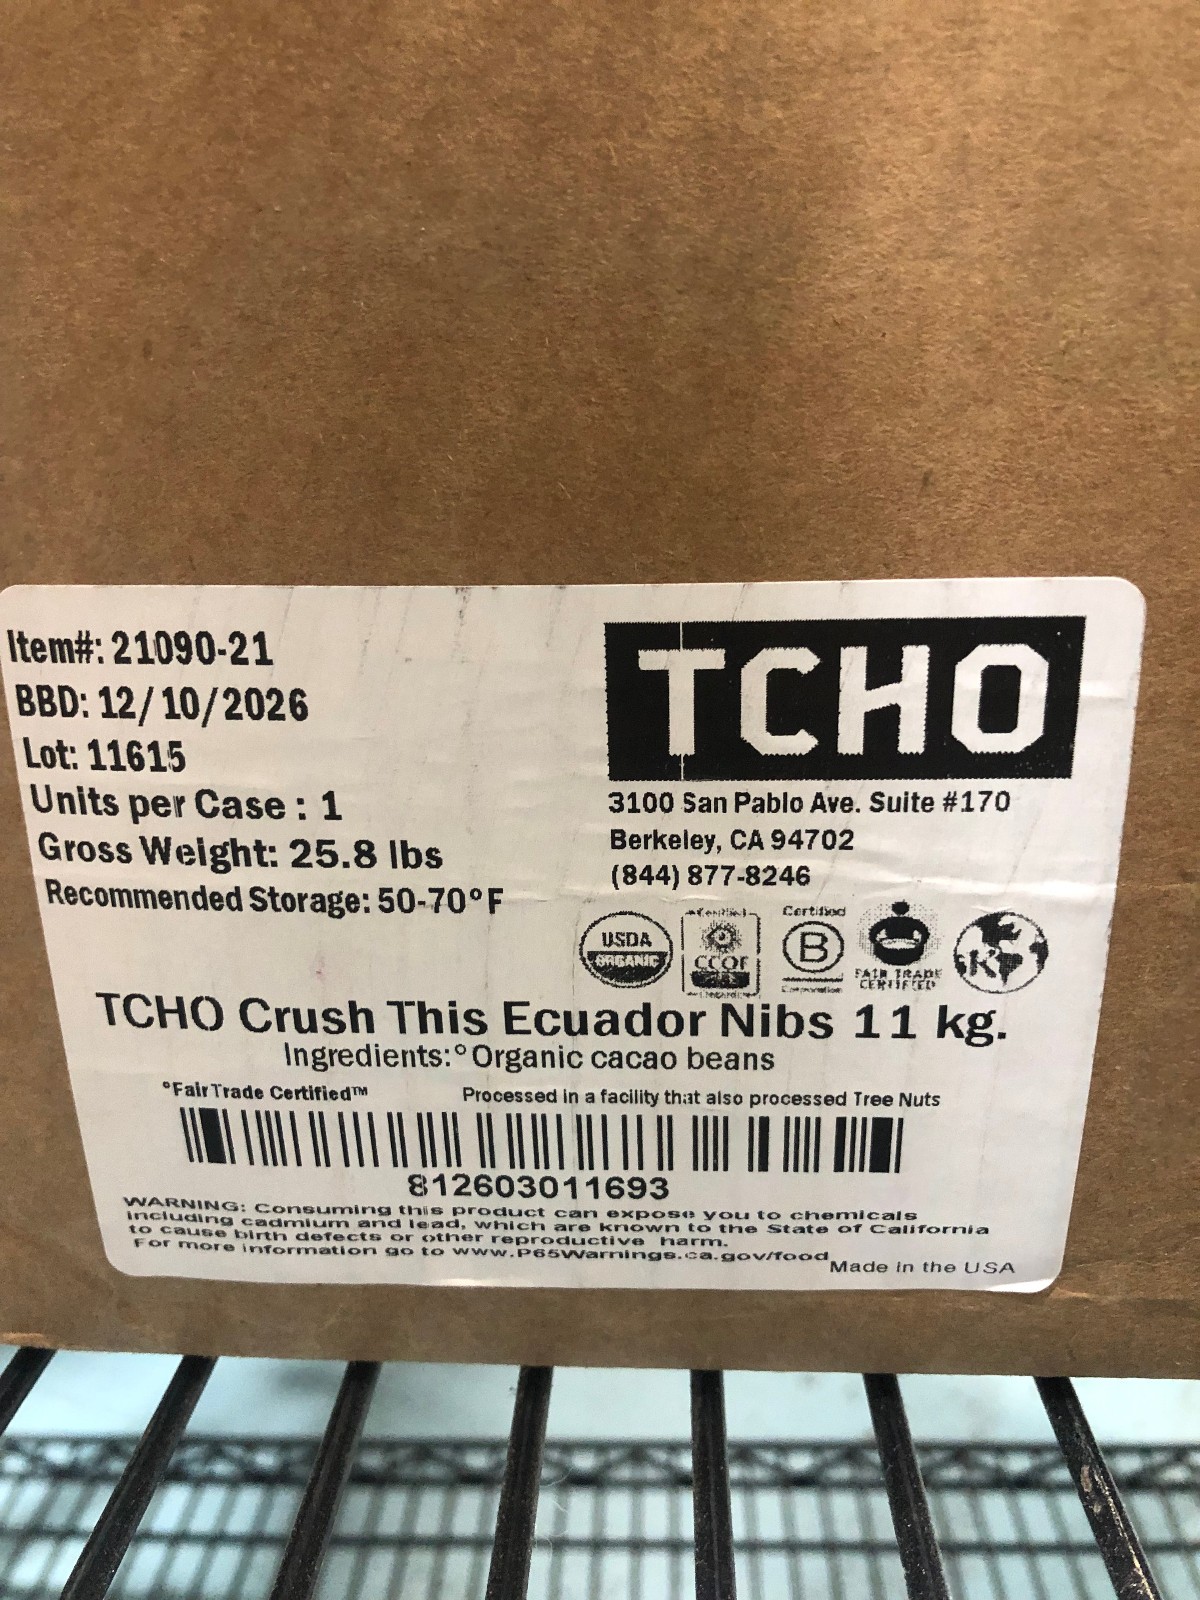 Item#: 21090-21
BBD: 12/10/2026
Lot: 11615
Units per Case : 1
Gross Weight: 25.8 lbs
Recommended Storage: 50-70°F
TCHO
3100 San Pablo Ave. Suite #170
Berkeley, CA 94702
(844) 877-8246
USDA
ORGANIC
Certified
CCOF
Organic
Certified
B
Corporation
FAIR TRADE
CERTIFIED
K
TCHO Crush This Ecuador Nibs 11 kg.
Ingredients:°Organic cacao beans
°Fair Trade Certified™
Processed in a facility that also processed Tree Nuts
812603011693
WARNING: Consuming this product can expose you to chemicals
including cadmium and lead, which are known to the State of California
to cause birth defects or other reproductive harm.
For more information go to www.P65Warnings.ca.gov/food
Made in the USA